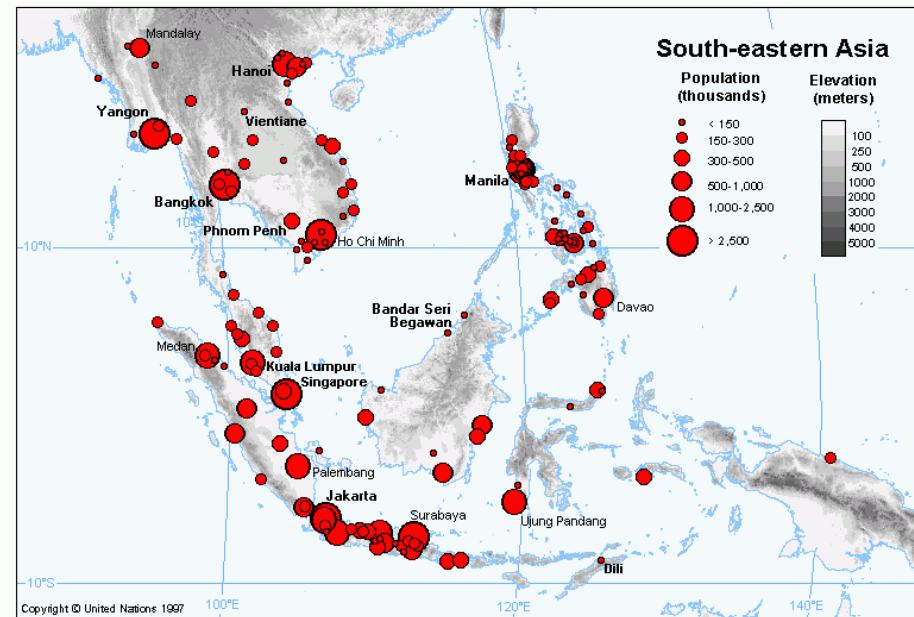 South-eastern Asia
Population
(thousands)
< 150
150-300
300-500
500-1,000
1,000-2,500
> 2,500
Elevation
(meters)
100
250
500
1000
2000
3000
4000
5000
Mandalay
Hanoi
Yangon
Vientiane
Manila
Bangkok
Phnom Penh
Ho Chi Minh
10°N
10°N
Bandar Seri
Begawan
Davao
Medan
Kuala Lumpur
Singapore
Palembang
Jakarta
Surabaya
Ujung Pandang
Dili
10°S
100°E
120°E
140°E
Copyright © United Nations 1997